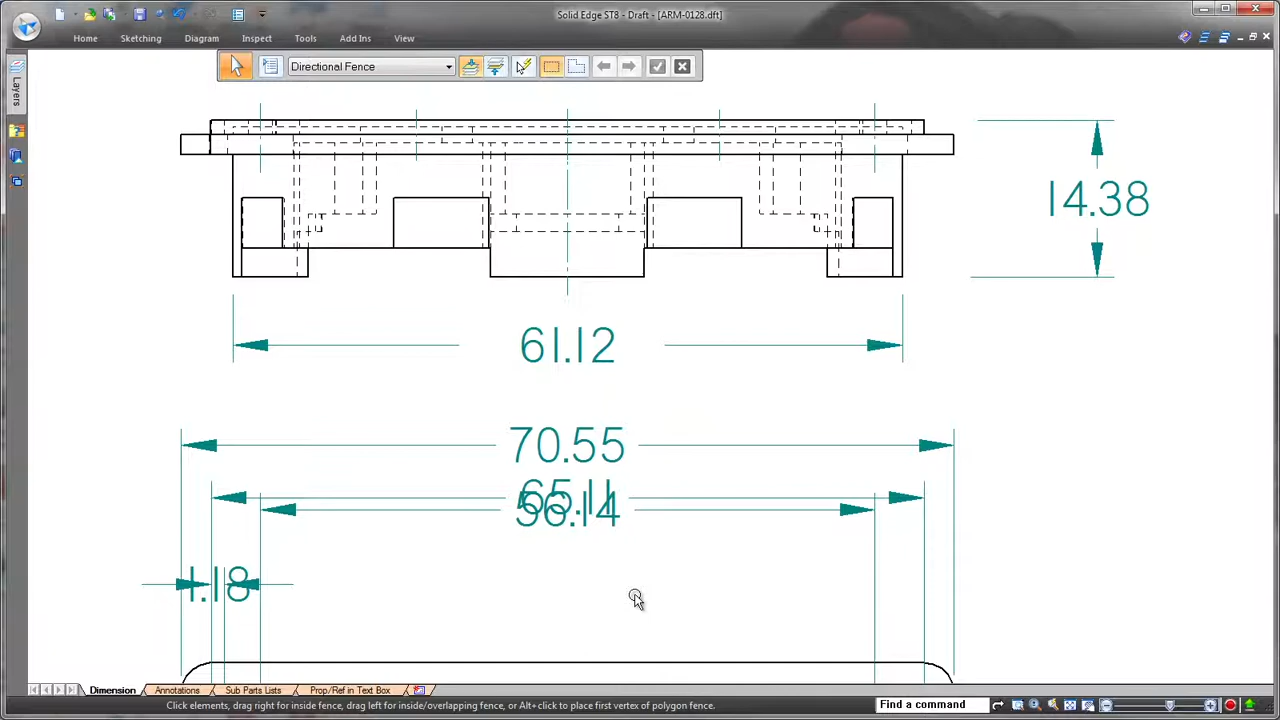 Solid Edge ST8 - Draft - [ARM-0128.dft]
Home Sketching Diagram Inspect Tools Add Ins View
Directional Fence
Layers
14.38
61.12
70.55
65.11
56.14
1.18
Dimension Annotations Sub Parts Lists Prop/Ref in Text Box
Click elements, drag right for inside fence, drag left for inside/overlapping fence, or Alt+click to place first vertex of polygon fence.
Find a command